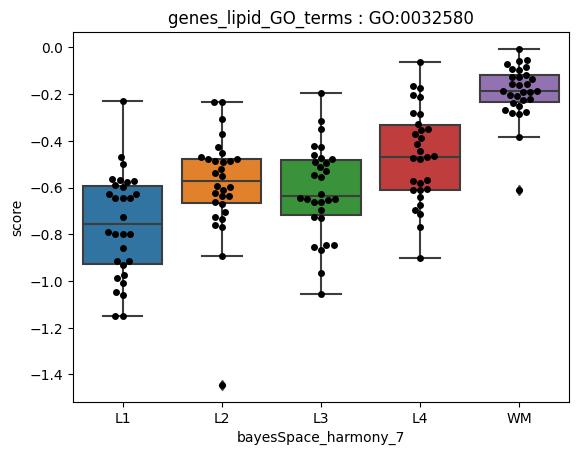 genes_lipid_GO_terms : GO:0032580
0.0
−0.2
−0.4
−0.6
−0.8
−1.0
−1.2
−1.4
score
L1 L2 L3 L4 WM
bayesSpace_harmony_7